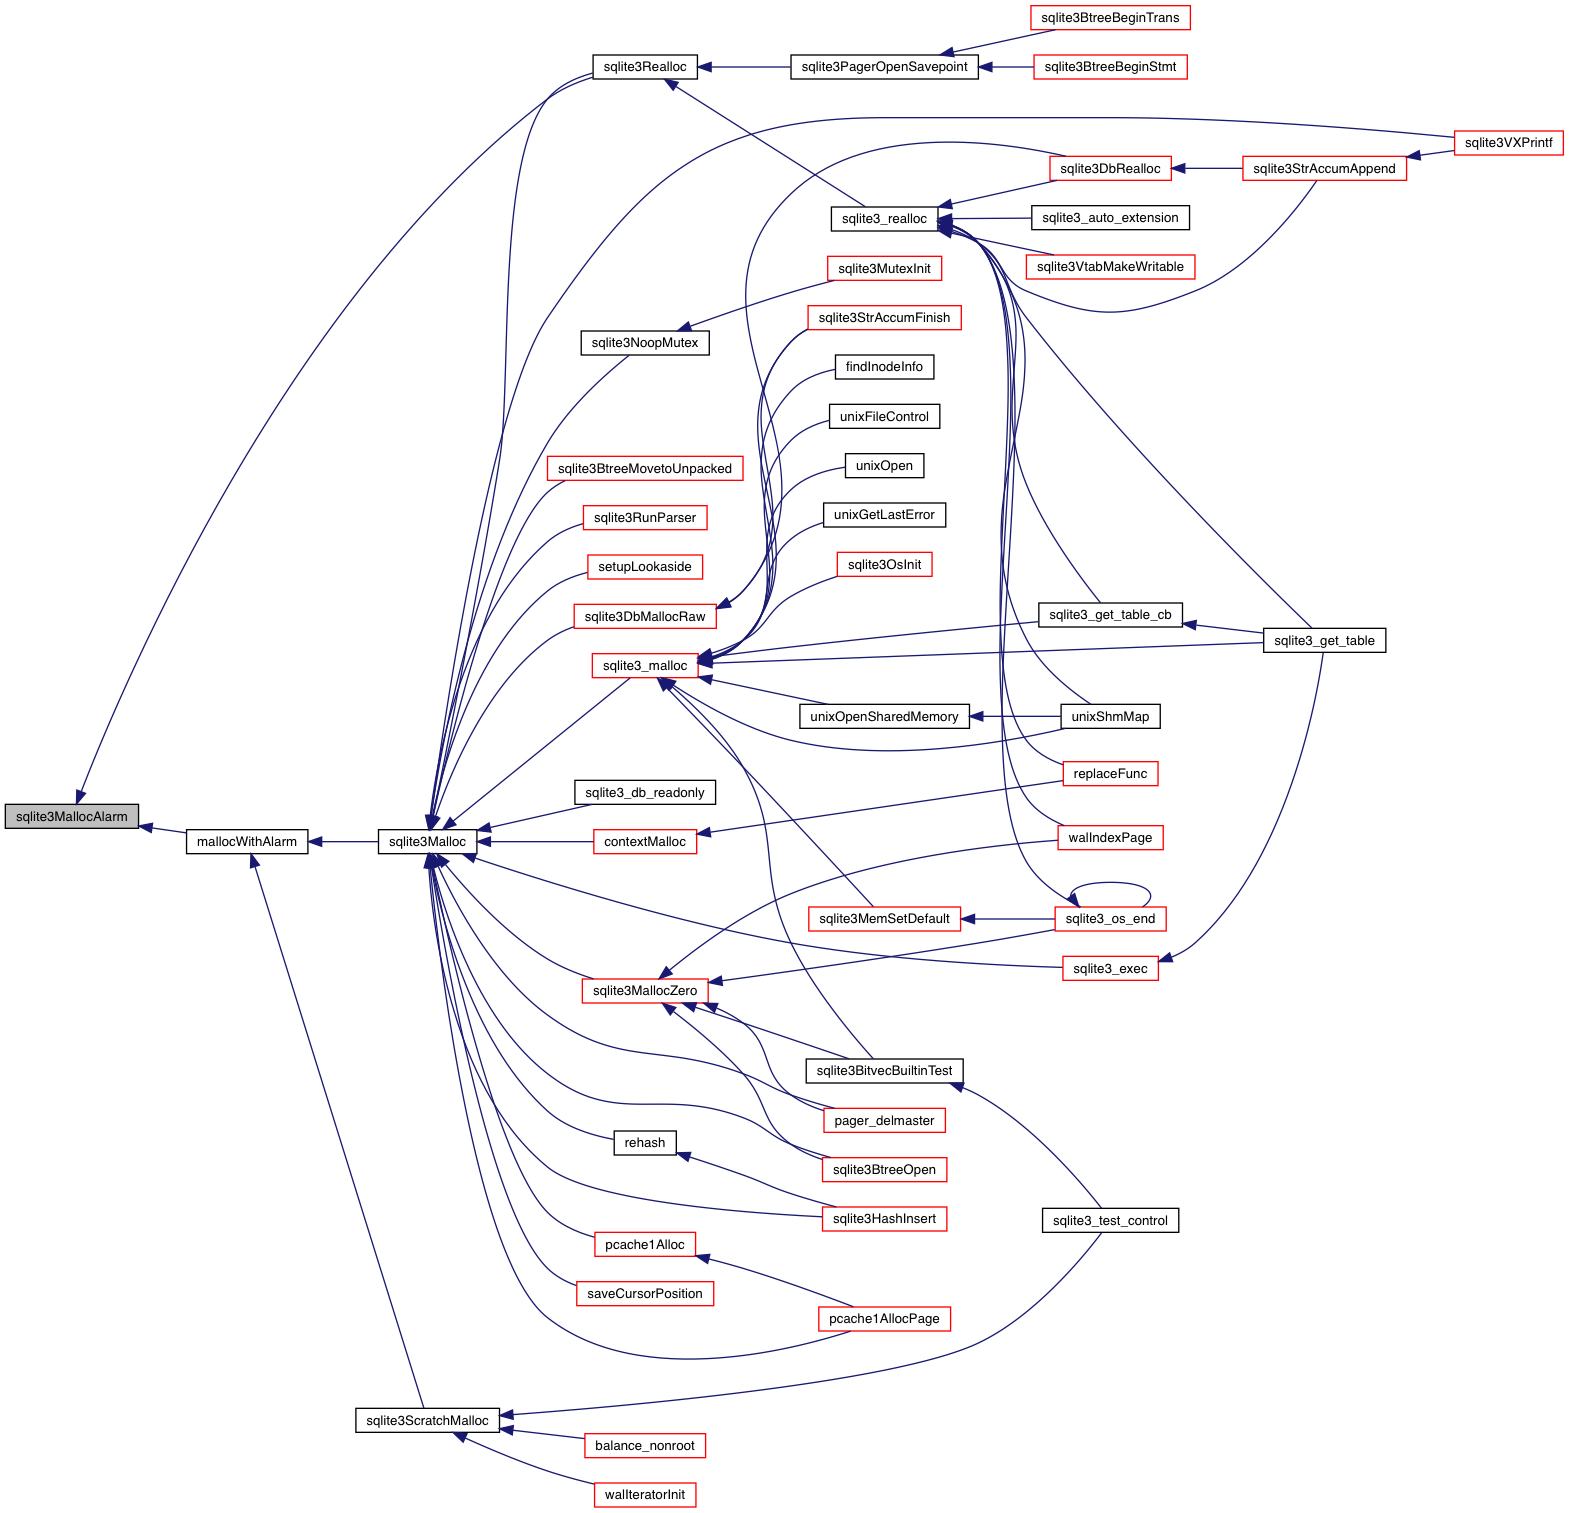 sqlite3BtreeBeginTrans
sqlite3Realloc
sqlite3PagerOpenSavepoint
sqlite3BtreeBeginStmt
sqlite3VXPrintf
sqlite3DbRealloc
sqlite3StrAccumAppend
sqlite3_realloc
sqlite3_auto_extension
sqlite3MutexInit
sqlite3VtabMakeWritable
sqlite3StrAccumFinish
sqlite3NoopMutex
findInodeInfo
unixFileControl
sqlite3BtreeMovetoUnpacked
unixOpen
sqlite3RunParser
unixGetLastError
setupLookaside
sqlite3OsInit
sqlite3DbMallocRaw
sqlite3_get_table_cb
sqlite3_get_table
sqlite3_malloc
unixOpenSharedMemory
unixShmMap
replaceFunc
sqlite3_db_readonly
sqlite3MallocAlarm
mallocWithAlarm
sqlite3Malloc
contextMalloc
walIndexPage
sqlite3MemSetDefault
sqlite3_os_end
sqlite3_exec
sqlite3MallocZero
sqlite3BitvecBuiltinTest
pager_delmaster
rehash
sqlite3BtreeOpen
sqlite3HashInsert
sqlite3_test_control
pcache1Alloc
saveCursorPosition
pcache1AllocPage
sqlite3ScratchMalloc
balance_nonroot
walIteratorInit